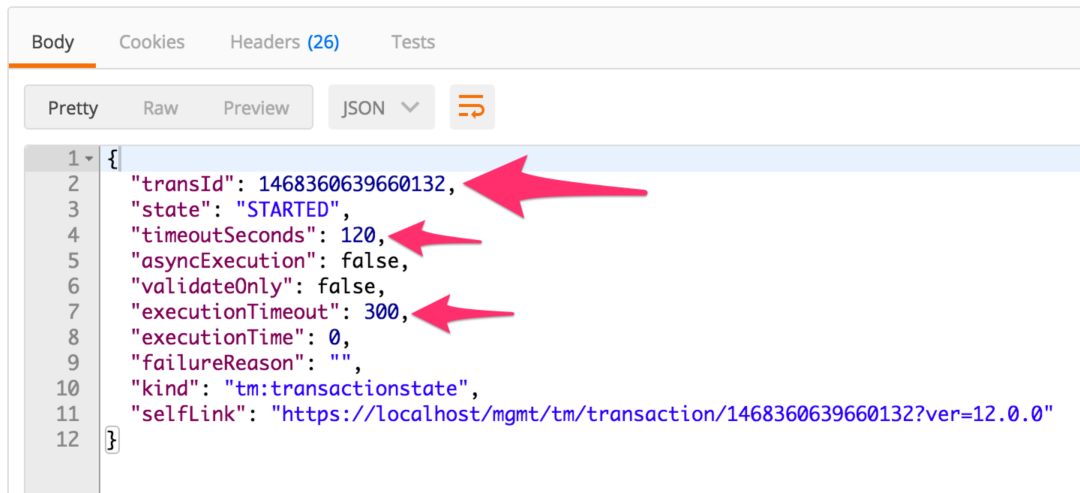 Body Cookies Headers (26) Tests
Pretty Raw Preview JSON
1 {
2 "transId": 1468360639660132,
3 "state": "STARTED",
4 "timeoutSeconds": 120,
5 "asyncExecution": false,
6 "validateOnly": false,
7 "executionTimeout": 300,
8 "executionTime": 0,
9 "failureReason": "",
10 "kind": "tm:transactionstate",
11 "selfLink": "https://localhost/mgmt/tm/transaction/1468360639660132?ver=12.0.0"
12 }